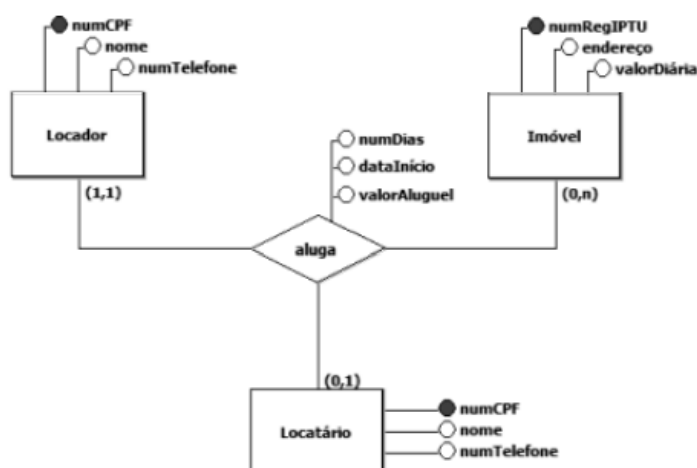 numCPF
nome
numTelefone
Locador
(1,1)
numRegIPTU
endereço
valorDiária
Imóvel
(0,n)
numDias
dataInício
valorAluguel
aluga
(0,1)
Locatário
numCPF
nome
numTelefone